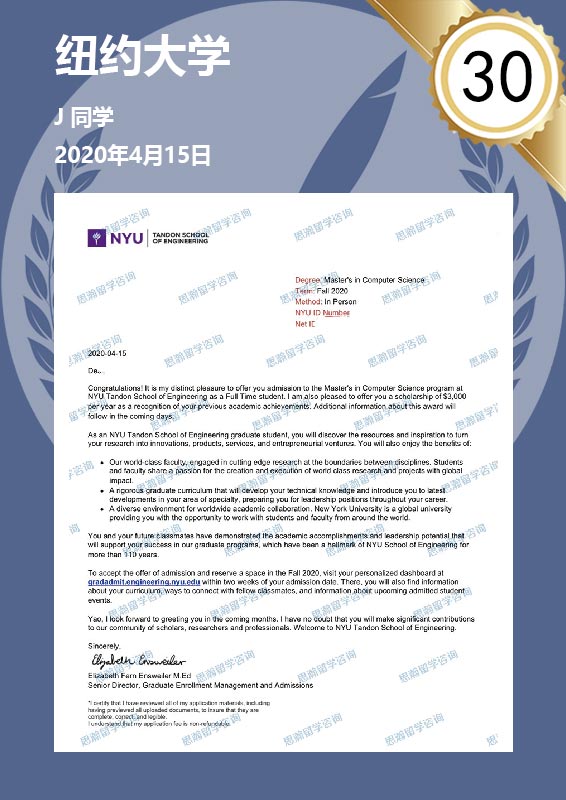 纽约大学
30
J 同学
2020年4月15日
思瀚留学咨询
NYU TANDON SCHOOL
OF ENGINEERING
Degree: Master's in Computer Science
Term: Fall 2020
Method: In Person
NYU ID Number
Net ID
2020-04-15
De..
Congratulations! It is my distinct pleasure to offer you admission to the Master's in Computer Science program at
NYU Tandon School of Engineering as a Full Time student. I am also pleased to offer you a scholarship of $3,000
per year as a recognition of your previous academic achievements. Additional information about this award will
follow in the coming days.
As an NYU Tandon School of Engineering graduate student, you will discover the resources and inspiration to turn
your research into innovations, products, services, and entrepreneurial ventures. You will also enjoy the benefits of:
• Our world-class faculty, engaged in cutting edge research at the boundaries between disciplines. Students
and faculty share a passion for the creation and execution of world class research and projects with global
impact.
• A rigorous graduate curriculum that will develop your technical knowledge and introduce you to latest
developments in your area of specialty, preparing you for leadership positions throughout your career.
• A diverse environment for worldwide academic collaboration. New York University is a global university
providing you with the opportunity to work with students and faculty from around the world.
You and your future classmates have demonstrated the academic accomplishments and leadership potential that
will support your success in our graduate programs, which have been a hallmark of NYU School of Engineering for
more than 110 years.
To accept the offer of admission and reserve a space in the Fall 2020, visit your personalized dashboard at
gradadmit.engineering.nyu.edu within two weeks of your admission date. There, you will also find information
about your curriculum, ways to connect with fellow classmates, and information about upcoming admitted student
events.
Yao, I look forward to greeting you in the coming months. I have no doubt that you will make significant contributions
to our community of scholars, researchers and professionals. Welcome to NYU Tandon School of Engineering.
Sincerely,
Elizabeth Ensweiler
Elizabeth Fern Ensweiler M.Ed
Senior Director, Graduate Enrollment Management and Admissions
"I certify that I have reviewed all of my application materials, including
having previewed all uploaded documents, to insure that they are
complete, correct, and legible.
I understand that my application fee is non-refundable."